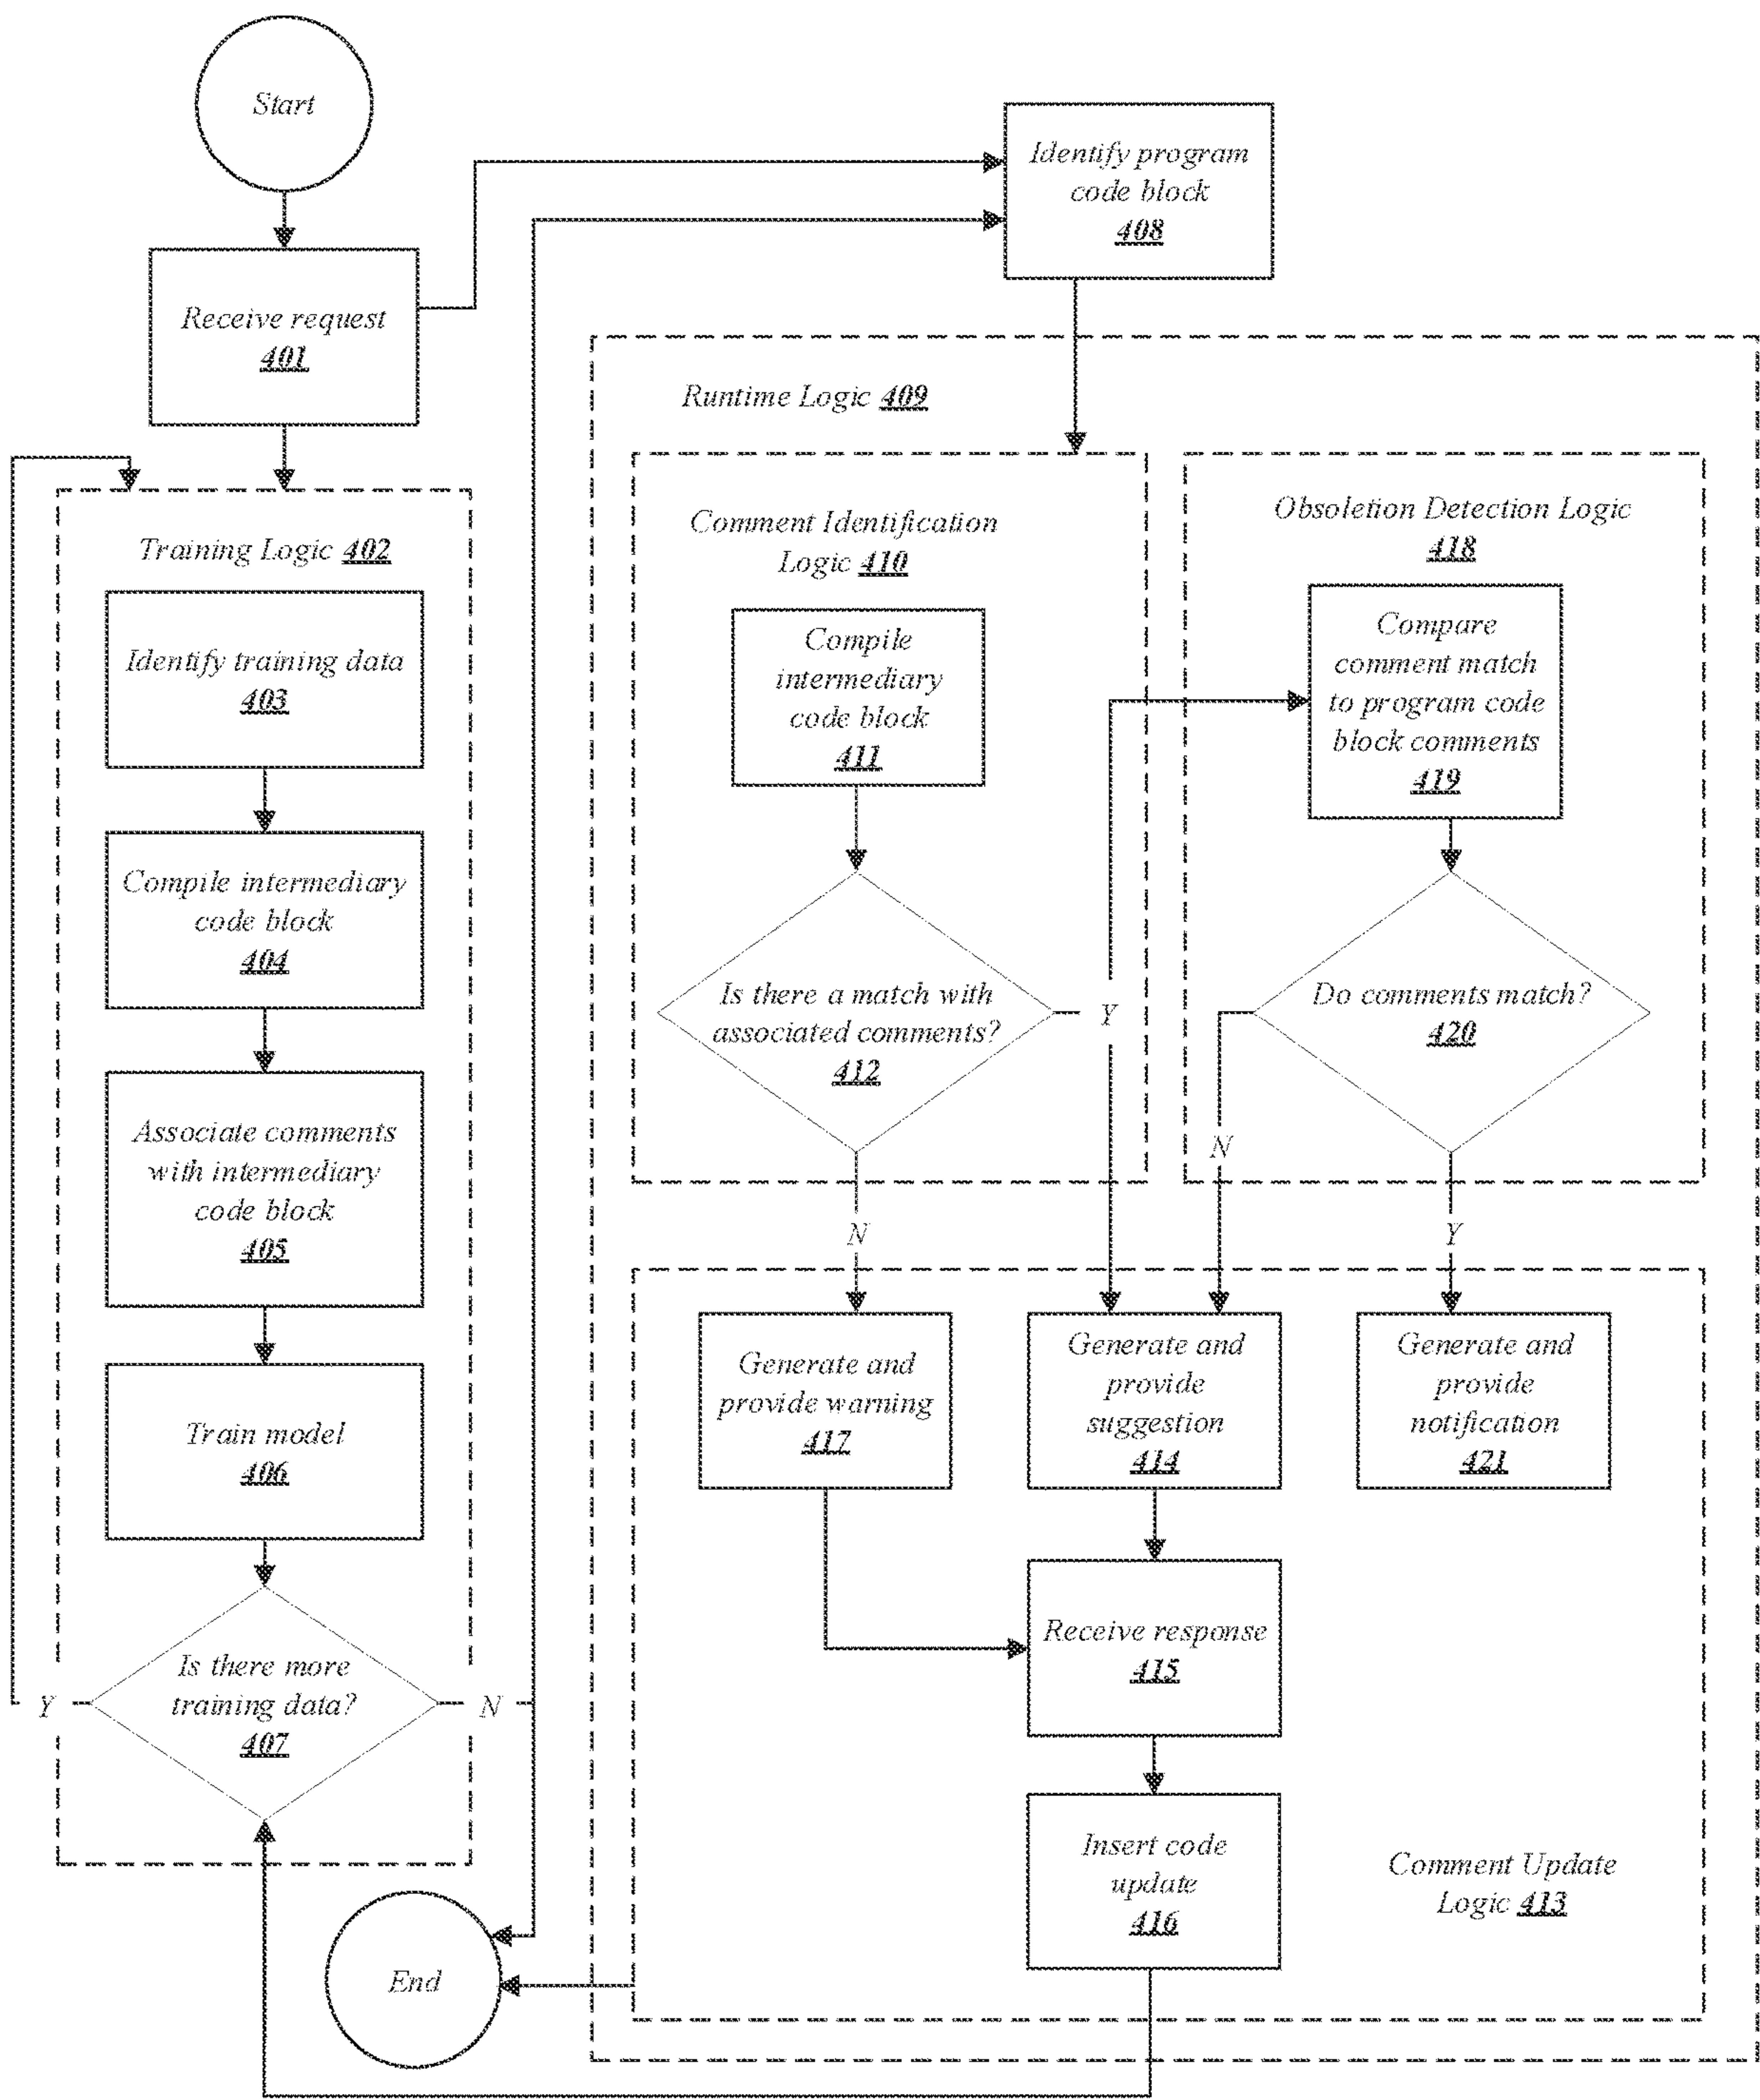 Start
Receive request
401
Training Logic 402
Identify training data
403
Compile intermediary
code block
404
Associate comments
with intermediary
code block
405
Train model
406
Is there more
training data?
407
Y
N
End
Identify program
code block
408
Runtime Logic 409
Comment Identification
Logic 410
Compile
intermediary
code block
411
Is there a match with
associated comments?
412
Y
N
Obsoletion Detection Logic
418
Compare
comment match
to program code
block comments
419
Do comments match?
420
N
Y
Generate and
provide warning
417
Generate and
provide
suggestion
414
Generate and
provide
notification
421
Receive response
415
Insert code
update
416
Comment Update
Logic 413